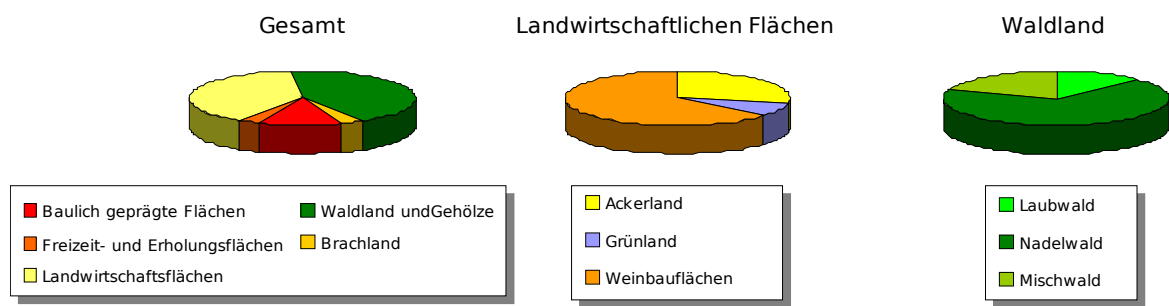 Gesamt
Landwirtschaftlichen Flächen
Waldland
Baulich geprägte Flächen
Waldland undGehölze
Freizeit- und Erholungsflächen
Brachland
Landwirtschaftsflächen
Ackerland
Grünland
Weinbauflächen
Laubwald
Nadelwald
Mischwald